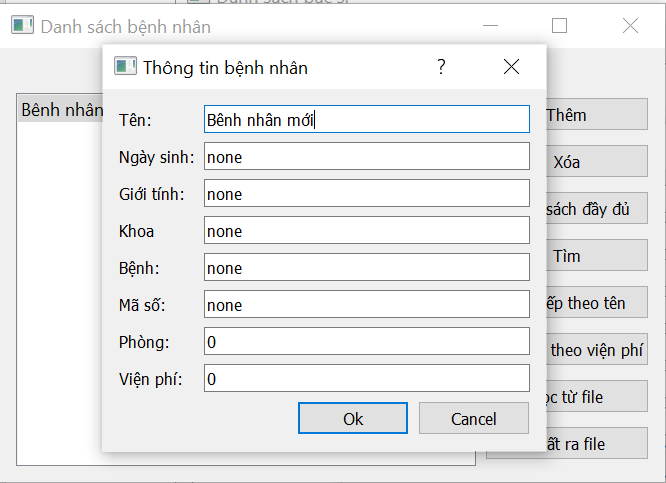 Danh sách bệnh nhân
Thông tin bệnh nhân
?
Bênh nhân
Tên:
Bênh nhân mới
Ngày sinh:
none
Giới tính:
none
Khoa
none
Bệnh:
none
Mã số:
none
Phòng:
0
Viện phí:
0
Ok
Cancel
Thêm
Xóa
sách đầy đủ
Tìm
ếp theo tên
theo viện phí
ọc từ file
ất ra file